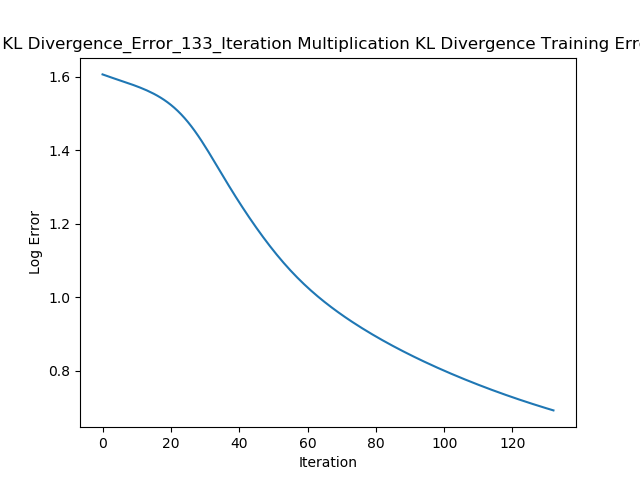 KL Divergence_Error_133_Iteration Multiplication KL Divergence Training Erro
1.6
1.4
1.2
1.0
0.8
Log Error
0 20 40 60 80 100 120
Iteration